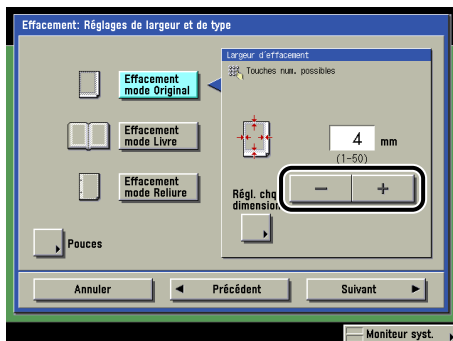 Effacement: Réglages de largeur et de type
Largeur d'effacement
Touches num. possibles
Effacement
mode Original
Effacement
mode Livre
4 mm
(1-50)
Effacement
mode Reliure
Régl. chq
dimension
- +
Pouces
Annuler
◄ Précédent
Suivant ►
Moniteur syst.